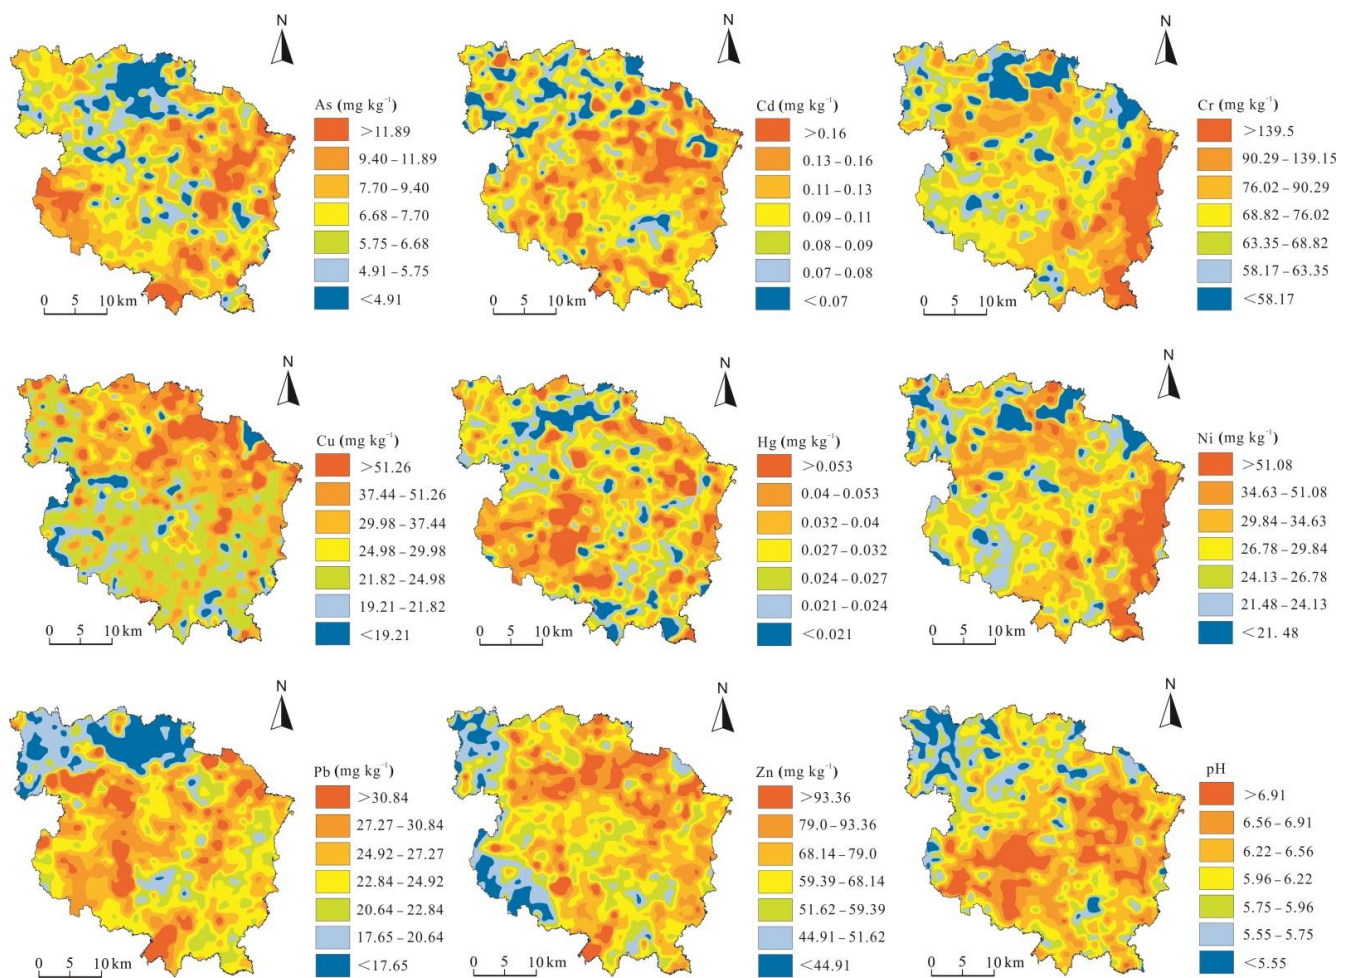 N
As (mg kg⁻¹)
>11.89
9.40–11.89
7.70–9.40
6.68–7.70
5.75–6.68
4.91–5.75
<4.91
0 5 10 km
N
Cd (mg kg⁻¹)
>0.16
0.13–0.16
0.11–0.13
0.09–0.11
0.08–0.09
0.07–0.08
<0.07
0 5 10 km
N
Cr (mg kg⁻¹)
>139.5
90.29–139.15
76.02–90.29
68.82–76.02
63.35–68.82
58.17–63.35
<58.17
0 5 10 km
N
Cu (mg kg⁻¹)
>51.26
37.44–51.26
29.98–37.44
24.98–29.98
21.82–24.98
19.21–21.82
<19.21
0 5 10 km
N
Hg (mg kg⁻¹)
>0.053
0.04–0.053
0.032–0.04
0.027–0.032
0.024–0.027
0.021–0.024
<0.021
0 5 10 km
N
Ni (mg kg⁻¹)
>51.08
34.63–51.08
29.84–34.63
26.78–29.84
24.13–26.78
21.48–24.13
<21. 48
0 5 10 km
N
Pb (mg kg⁻¹)
>30.84
27.27–30.84
24.92–27.27
22.84–24.92
20.64–22.84
17.65–20.64
<17.65
0 5 10 km
N
Zn (mg kg⁻¹)
>93.36
79.0–93.36
68.14–79.0
59.39–68.14
51.62–59.39
44.91–51.62
<44.91
0 5 10 km
N
pH
>6.91
6.56–6.91
6.22–6.56
5.96–6.22
5.75–5.96
5.55–5.75
<5.55
0 5 10 km